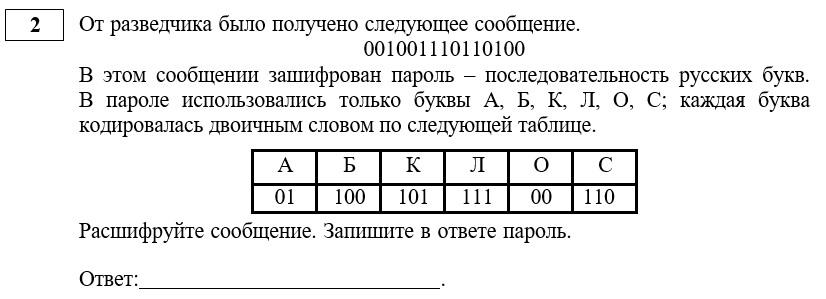 2 От разведчика было получено следующее сообщение.
001001110110100
В этом сообщении зашифрован пароль – последовательность русских букв.
В пароле использовались только буквы А, Б, К, Л, О, С; каждая буква
кодировалась двоичным словом по следующей таблице.
А Б К Л О С
01 100 101 111 00 110
Расшифруйте сообщение. Запишите в ответе пароль.
Ответ:____________________________.